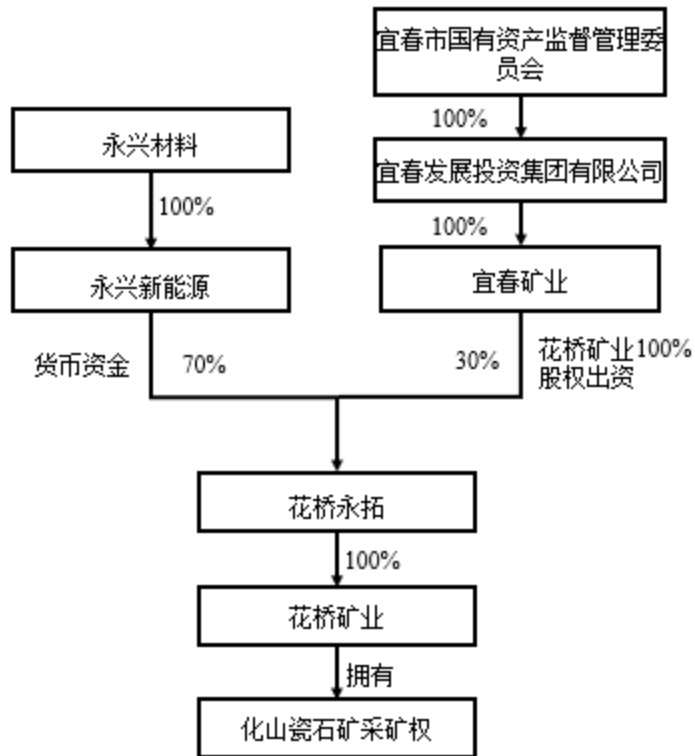 宜春市国有资产监督管理委
员会
100%
永兴材料
宜春发展投资集团有限公司
100%
100%
永兴新能源
宜春矿业
货币资金
70%
30%
花桥矿业100%
股权出资
花桥永拓
100%
花桥矿业
拥有
化山瓷石矿采矿权